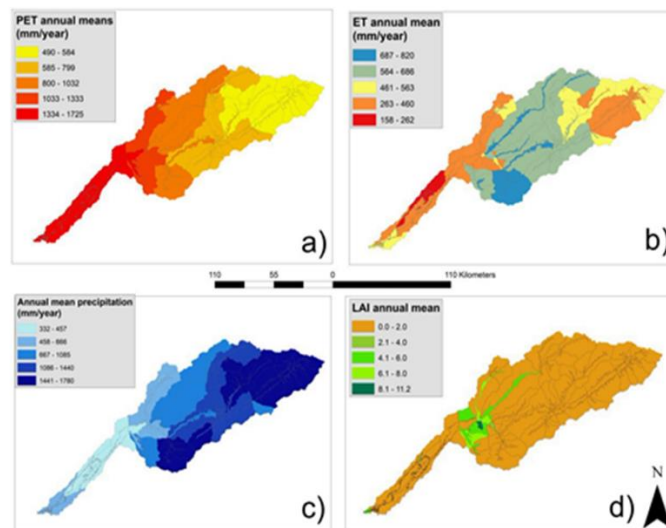 PET annual means
(mm/year)
490 - 584
585 - 799
800 - 1032
1033 - 1333
1334 - 1725
a)
ET annual mean
(mm/year)
687 - 820
564 - 686
461 - 563
263 - 460
158 - 262
b)
110 55 0 110 Kilometers
Annual mean precipitation
(mm/year)
332 - 457
458 - 666
667 - 1085
1086 - 1440
1441 - 1780
c)
LAI annual mean
0.0 - 2.0
2.1 - 4.0
4.1 - 6.0
6.1 - 8.0
8.1 - 11.2
d)
N